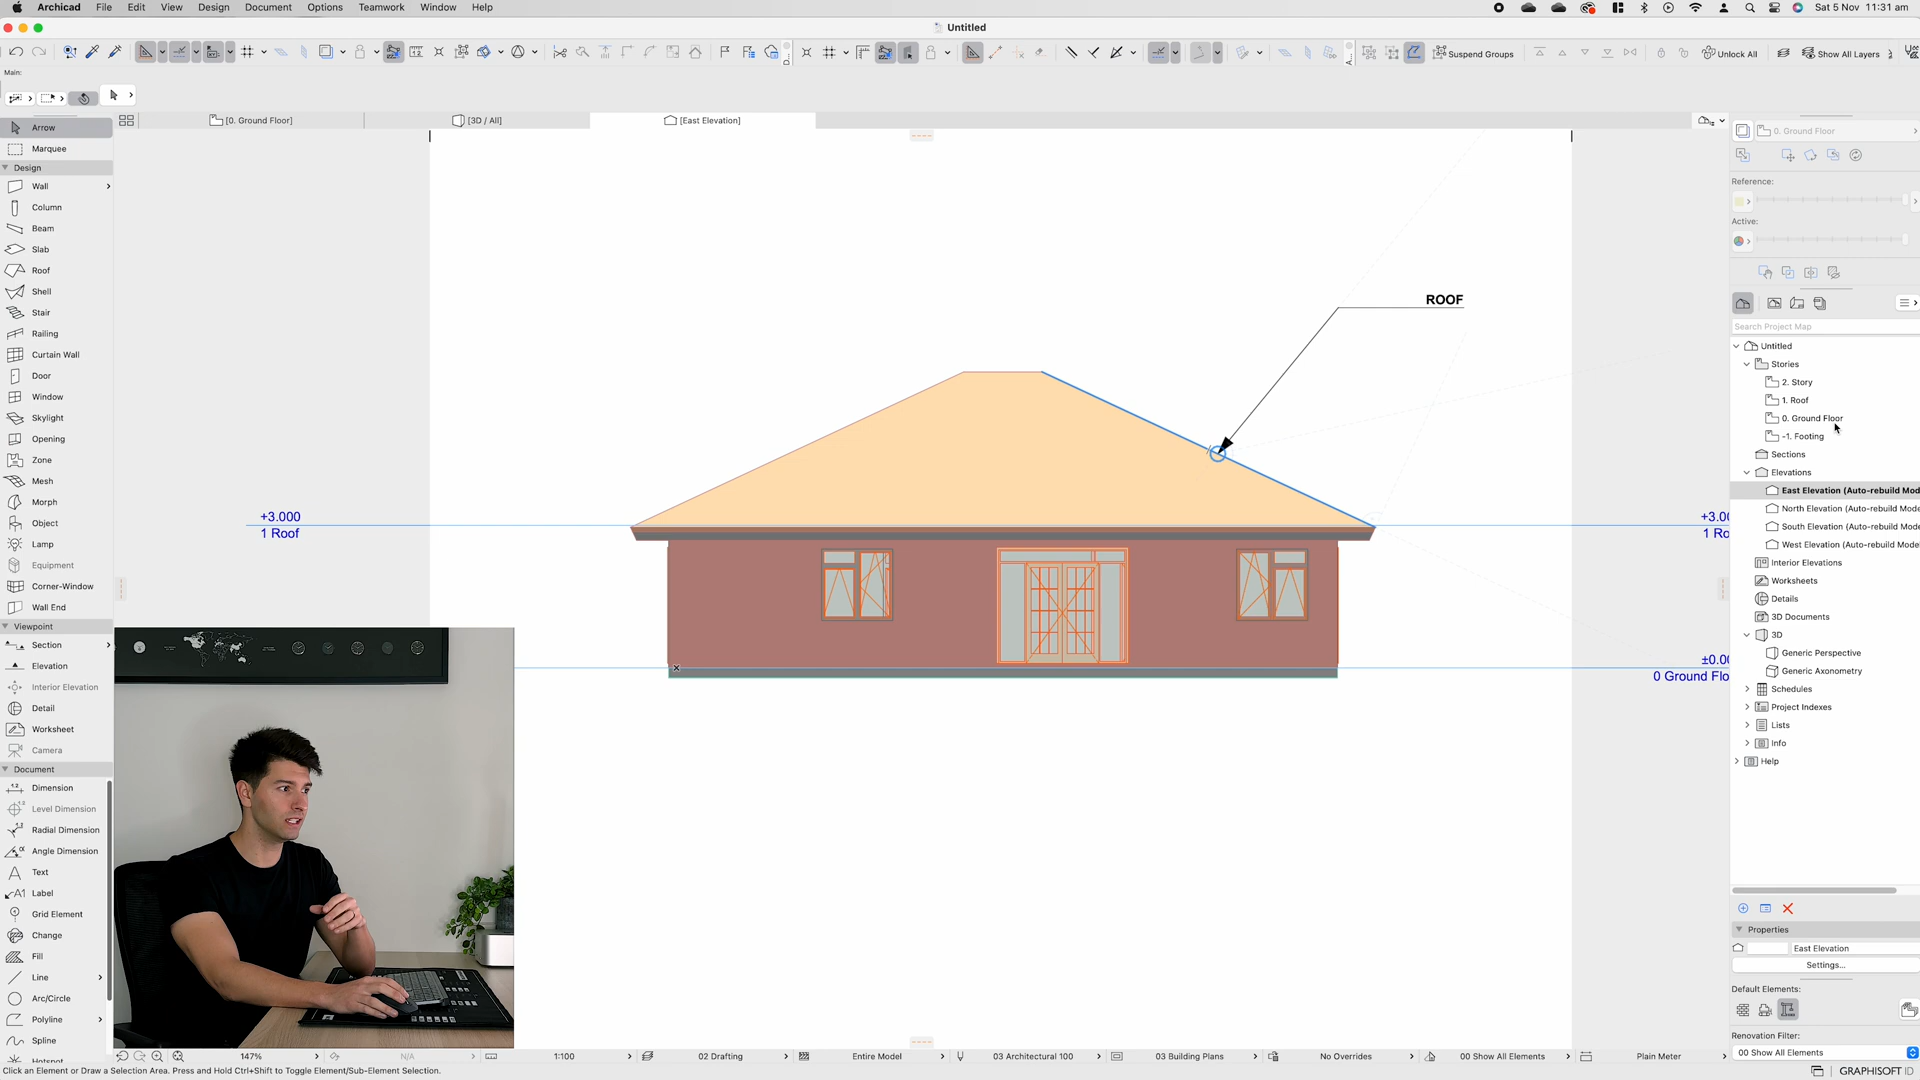 Archicad File Edit View Design Document Options Teamwork Window Help
Sat 5 Nov 11:31 am
Untitled
Suspend Groups
Unlock All
Show All Layers
Main:
[0. Ground Floor]
[3D / All]
[East Elevation]
Arrow
Marquee
Design
Wall
Column
Beam
Slab
Roof
Shell
Stair
Railing
Curtain Wall
Door
Window
Skylight
Opening
Zone
Mesh
Morph
Object
Lamp
Equipment
Corner-Window
Wall End
Viewpoint
Section
Elevation
Interior Elevation
Detail
Worksheet
Camera
Document
Dimension
Level Dimension
Radial Dimension
Angle Dimension
Text
Label
Grid Element
Change
Fill
Line
Arc/Circle
Polyline
Spline
Hotspot
ROOF
+3.000
1 Roof
+3.00
1 Ro
±0.00
0 Ground Flo
0. Ground Floor
Reference:
Active:
Search Project Map
Untitled
Stories
2. Story
1. Roof
0. Ground Floor
-1. Footing
Sections
Elevations
East Elevation (Auto-rebuild Mod
North Elevation (Auto-rebuild Mode
South Elevation (Auto-rebuild Mode
West Elevation (Auto-rebuild Mode
Interior Elevations
Worksheets
Details
3D Documents
3D
Generic Perspective
Generic Axonometry
Schedules
Project Indexes
Lists
Info
Help
Properties
East Elevation
Settings...
Default Elements:
Renovation Filter:
00 Show All Elements
147%
N/A
1:100
02 Drafting
Entire Model
03 Architectural 100
03 Building Plans
No Overrides
00 Show All Elements
Plain Meter
Click an Element or Draw a Selection Area. Press and Hold Ctrl+Shift to Toggle Element/Sub-Element Selection.
GRAPHISOFT ID